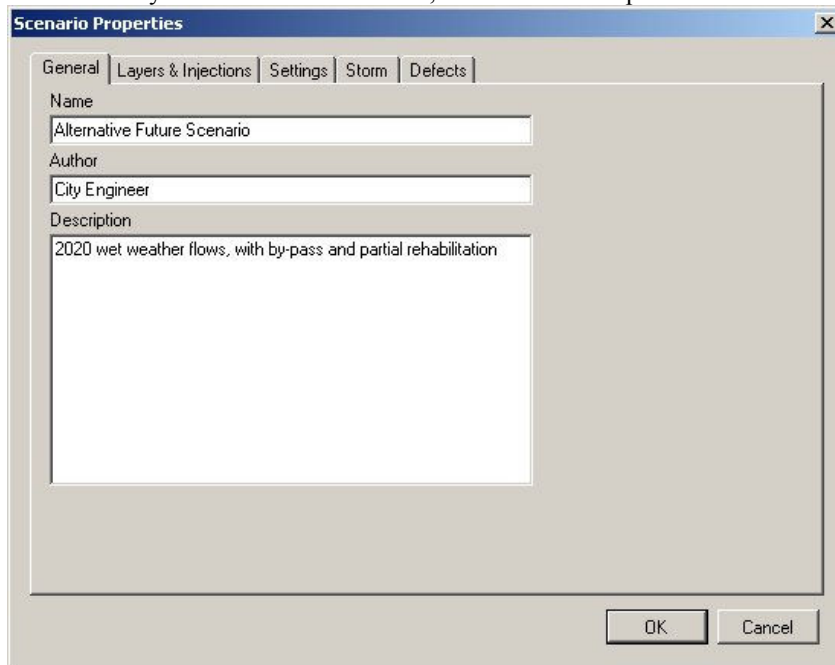 Scenario Properties
General Layers & Injections Settings Storm Defects
Name
Alternative Future Scenario
Author
City Engineer
Description
2020 wet weather flows, with by-pass and partial rehabilitation
OK Cancel